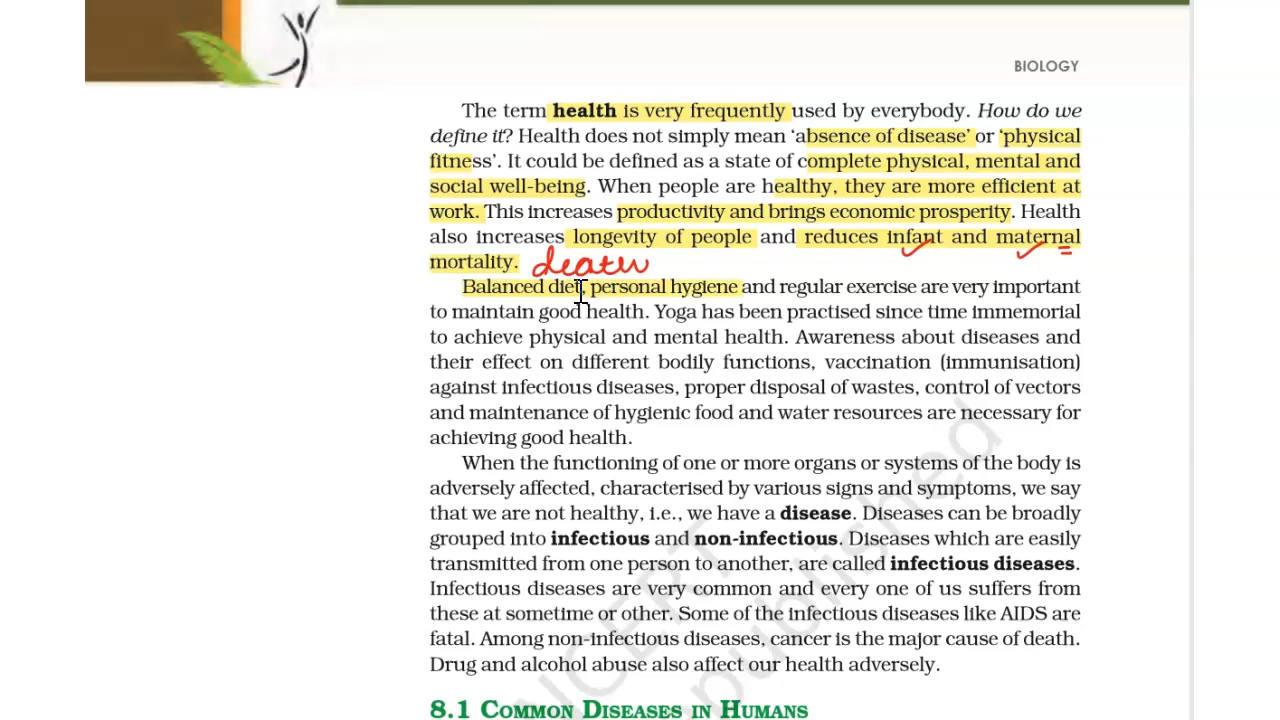 BIOLOGY
The term health is very frequently used by everybody. How do we
define it? Health does not simply mean ‘absence of disease’ or ‘physical
fitness’. It could be defined as a state of complete physical, mental and
social well-being. When people are healthy, they are more efficient at
work. This increases productivity and brings economic prosperity. Health
also increases longevity of people and reduces infant and maternal
mortality. death
Balanced diet, personal hygiene and regular exercise are very important
to maintain good health. Yoga has been practised since time immemorial
to achieve physical and mental health. Awareness about diseases and
their effect on different bodily functions, vaccination (immunisation)
against infectious diseases, proper disposal of wastes, control of vectors
and maintenance of hygienic food and water resources are necessary for
achieving good health.
When the functioning of one or more organs or systems of the body is
adversely affected, characterised by various signs and symptoms, we say
that we are not healthy, i.e., we have a disease. Diseases can be broadly
grouped into infectious and non-infectious. Diseases which are easily
transmitted from one person to another, are called infectious diseases.
Infectious diseases are very common and every one of us suffers from
these at sometime or other. Some of the infectious diseases like AIDS are
fatal. Among non-infectious diseases, cancer is the major cause of death.
Drug and alcohol abuse also affect our health adversely.
8.1 COMMON DISEASES IN HUMANS
NCERT
published